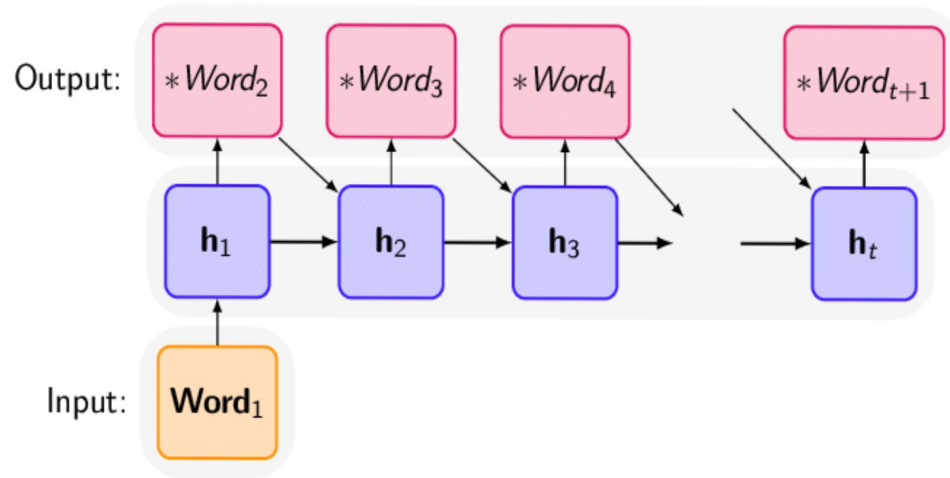 Output: *Word₂ *Word₃ *Word₄ *Wordₜ₊₁
h₁ h₂ h₃ hₜ
Input: Word₁